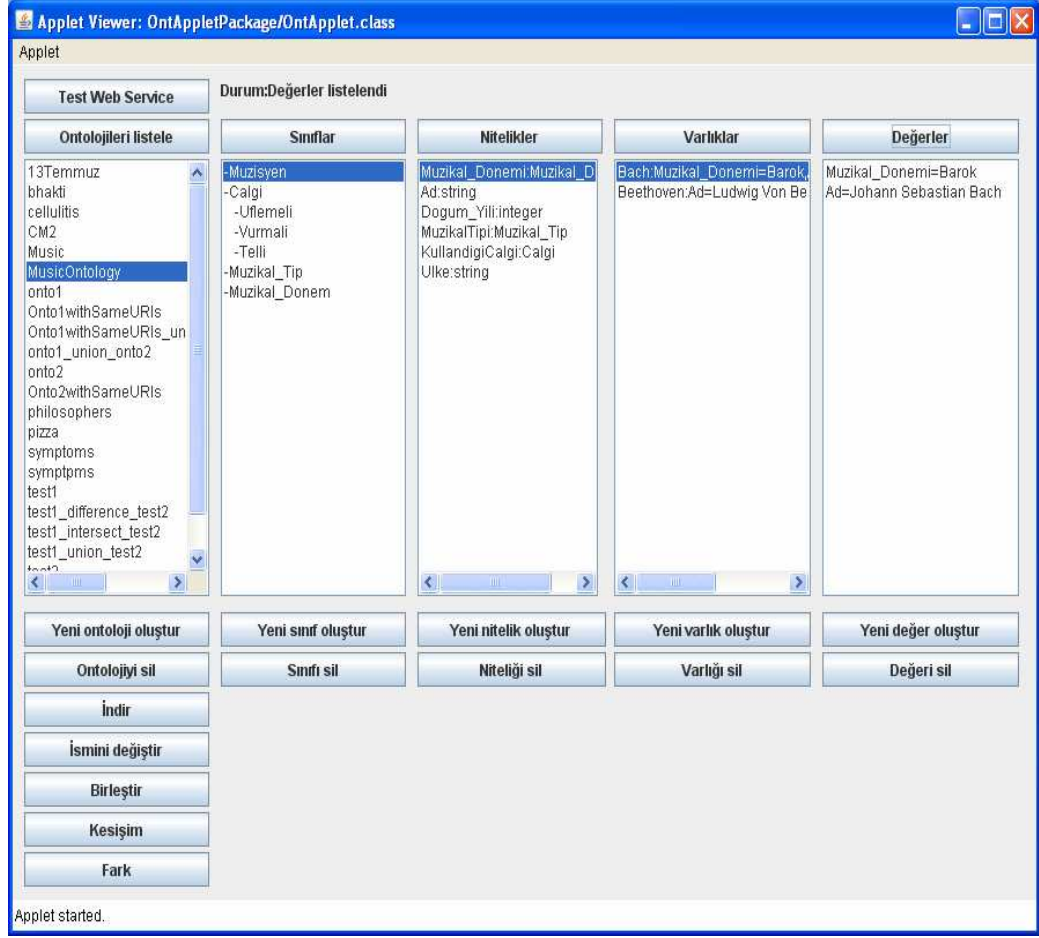 Applet Viewer: OntAppletPackage/OntApplet.class
Applet
Test Web Service
Durum:Değerler listelendi
Ontolojileri listele
Sınıflar
Nitelikler
Varlıklar
Değerler
13Temmuz
bhakti
cellulitis
CM2
Music
MusicOntology
onto1
Onto1withSameURIs
Onto1withSameURIs_un
onto1_union_onto2
onto2
Onto2withSameURIs
philosophers
pizza
symptoms
symptpms
test1
test1_difference_test2
test1_intersect_test2
test1_union_test2
-Muzisyen
-Calgi
-Uflemeli
-Vurmali
-Telli
-Muzikal_Tip
-Muzikal_Donem
Muzikal_Donemi:Muzikal_D
Ad:string
Dogum_Yili:integer
MuzikalTipi:Muzikal_Tip
KullandigiCalgi:Calgi
Ulke:string
Bach:Muzikal_Donemi=Barok,
Beethoven:Ad=Ludwig Von Be
Muzikal_Donemi=Barok
Ad=Johann Sebastian Bach
Yeni ontoloji oluştur
Yeni sınıf oluştur
Yeni nitelik oluştur
Yeni varlık oluştur
Yeni değer oluştur
Ontolojiyi sil
Sınıfı sil
Niteliği sil
Varlığı sil
Değeri sil
İndir
İsmini değiştir
Birleştir
Kesişim
Fark
Applet started.